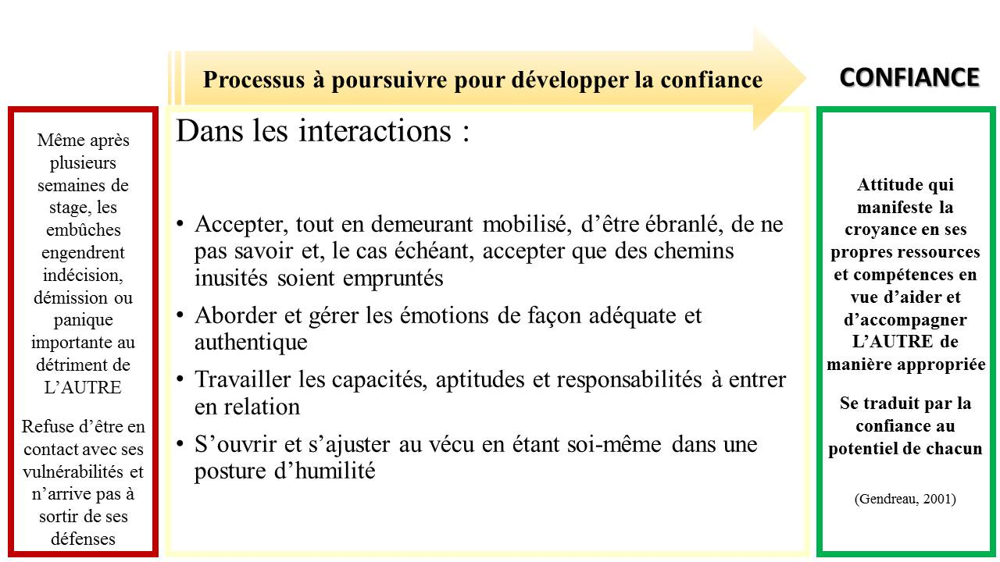 Processus à poursuivre pour développer la confiance
CONFIANCE
Même après
plusieurs
semaines de
stage, les
embûches
engendrent
indécision,
démission ou
panique
importante au
détriment de
L’AUTRE
Refuse d’être en
contact avec ses
vulnérabilités et
n’arrive pas à
sortir de ses
défenses
Dans les interactions :
• Accepter, tout en demeurant mobilisé, d’être ébranlé, de ne
pas savoir et, le cas échéant, accepter que des chemins
inusités soient empruntés
• Aborder et gérer les émotions de façon adéquate et
authentique
• Travailler les capacités, aptitudes et responsabilités à entrer
en relation
• S’ouvrir et s’ajuster au vécu en étant soi-même dans une
posture d’humilité
Attitude qui
manifeste la
croyance en ses
propres ressources
et compétences en
vue d’aider et
d’accompagner
L’AUTRE de
manière appropriée
Se traduit par la
confiance au
potentiel de chacun
(Gendreau, 2001)